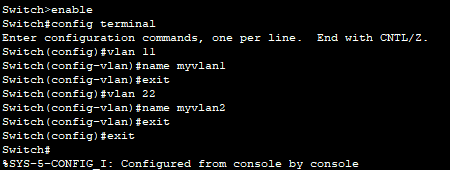 Switch>enable
Switch#config terminal
Enter configuration commands, one per line.  End with CNTL/Z.
Switch(config)#vlan 11
Switch(config-vlan)#name myvlan1
Switch(config-vlan)#exit
Switch(config)#vlan 22
Switch(config-vlan)#name myvlan2
Switch(config-vlan)#exit
Switch(config)#exit
Switch#
%SYS-5-CONFIG_I: Configured from console by console